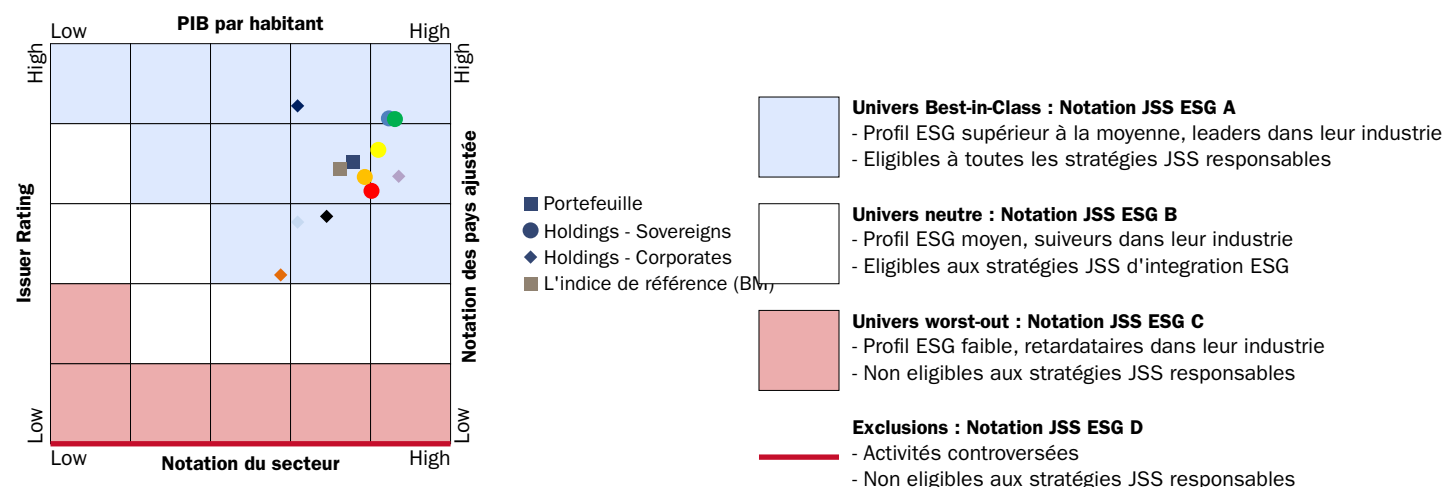 PIB par habitant
Low
High
High
High
Issuer Rating
Notation des pays ajustée
Low
Low
Low
High
Notation du secteur
Portefeuille
Holdings - Sovereigns
Holdings - Corporates
L'indice de référence (BM)
Univers Best-in-Class : Notation JSS ESG A
- Profil ESG supérieur à la moyenne, leaders dans leur industrie
- Eligibles à toutes les stratégies JSS responsables
Univers neutre : Notation JSS ESG B
- Profil ESG moyen, suiveurs dans leur industrie
- Eligibles aux stratégies JSS d'integration ESG
Univers worst-out : Notation JSS ESG C
- Profil ESG faible, retardataires dans leur industrie
- Non eligibles aux stratégies JSS responsables
Exclusions : Notation JSS ESG D
- Activités controversées
- Non eligibles aux stratégies JSS responsables